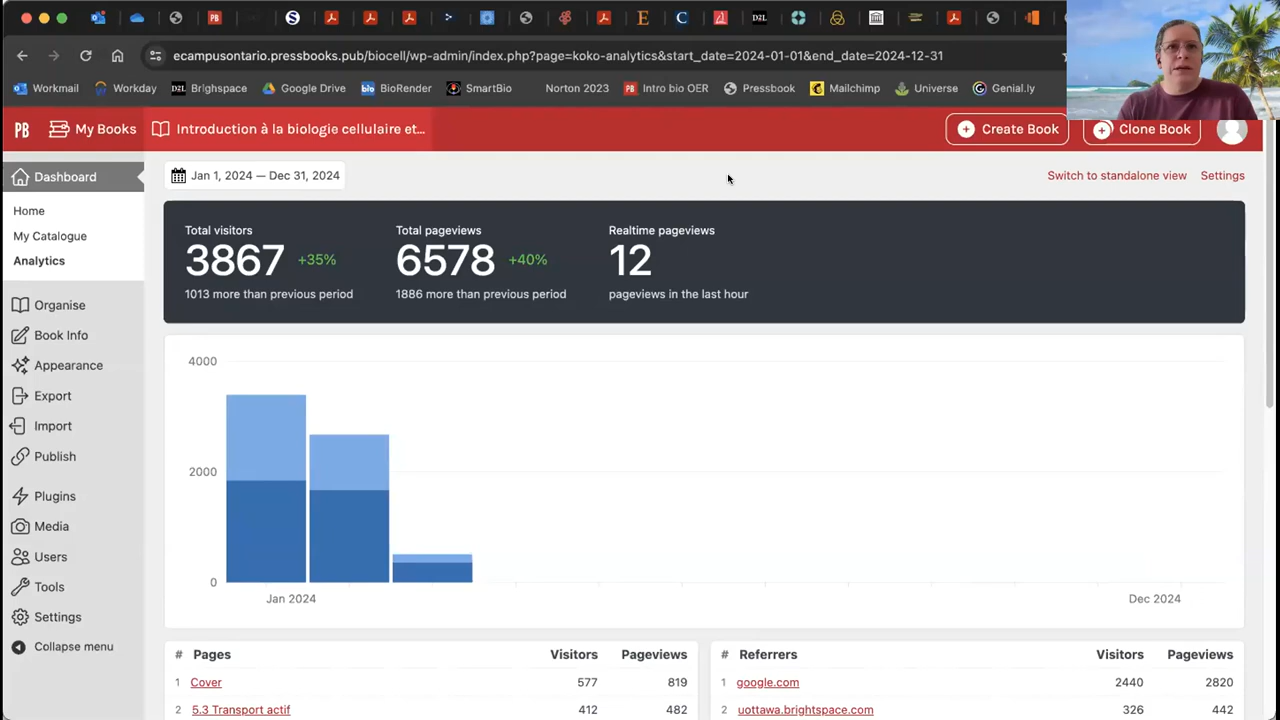 ecampusontario.pressbooks.pub/biocell/wp-admin/index.php?page=koko-analytics&start_date=2024-01-01&end_date=2024-12-31
Workmail Workday D2L Brighspace Google Drive bio BioRender SmartBio Norton 2023 PB Intro bio OER Pressbook Mailchimp Universe Genial.ly
PB My Books Introduction à la biologie cellulaire et... Create Book Clone Book
Dashboard
Home
My Catalogue
Analytics
Organise
Book Info
Appearance
Export
Import
Publish
Plugins
Media
Users
Tools
Settings
Collapse menu
Jan 1, 2024 — Dec 31, 2024 Switch to standalone view Settings
Total visitors Total pageviews Realtime pageviews
3867 +35% 6578 +40% 12
1013 more than previous period 1886 more than previous period pageviews in the last hour
4000
2000
0
Jan 2024 Dec 2024
# Pages Visitors Pageviews
1 Cover 577 819
2 5.3 Transport actif 412 482
# Referrers Visitors Pageviews
1 google.com 2440 2820
2 uottawa.brightspace.com 326 442